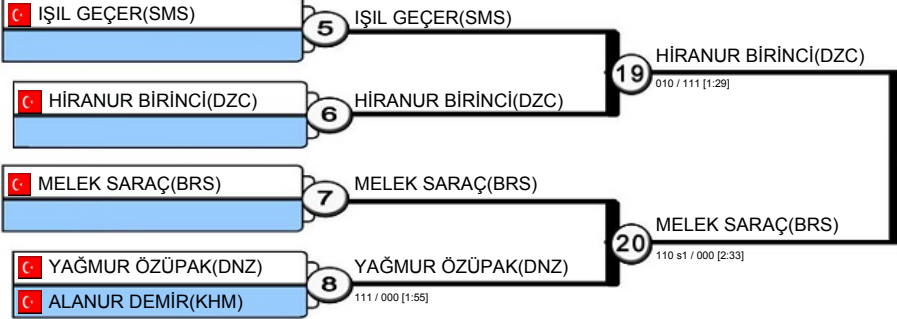 IŞIL GEÇER(SMS)
5
IŞIL GEÇER(SMS)
19
HİRANUR BİRİNCİ(DZC)
010 / 111 [1:29]
HİRANUR BİRİNCİ(DZC)
6
HİRANUR BİRİNCİ(DZC)
MELEK SARAÇ(BRS)
7
MELEK SARAÇ(BRS)
20
MELEK SARAÇ(BRS)
110 s1 / 000 [2:33]
YAĞMUR ÖZÜPAK(DNZ)
8
YAĞMUR ÖZÜPAK(DNZ)
111 / 000 [1:55]
ALANUR DEMİR(KHM)